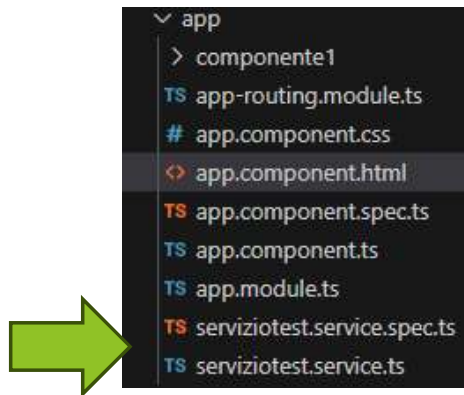 app
componente1
TS app-routing.module.ts
# app.component.css
<> app.component.html
TS app.component.spec.ts
TS app.component.ts
TS app.module.ts
TS serviziotest.service.spec.ts
TS serviziotest.service.ts